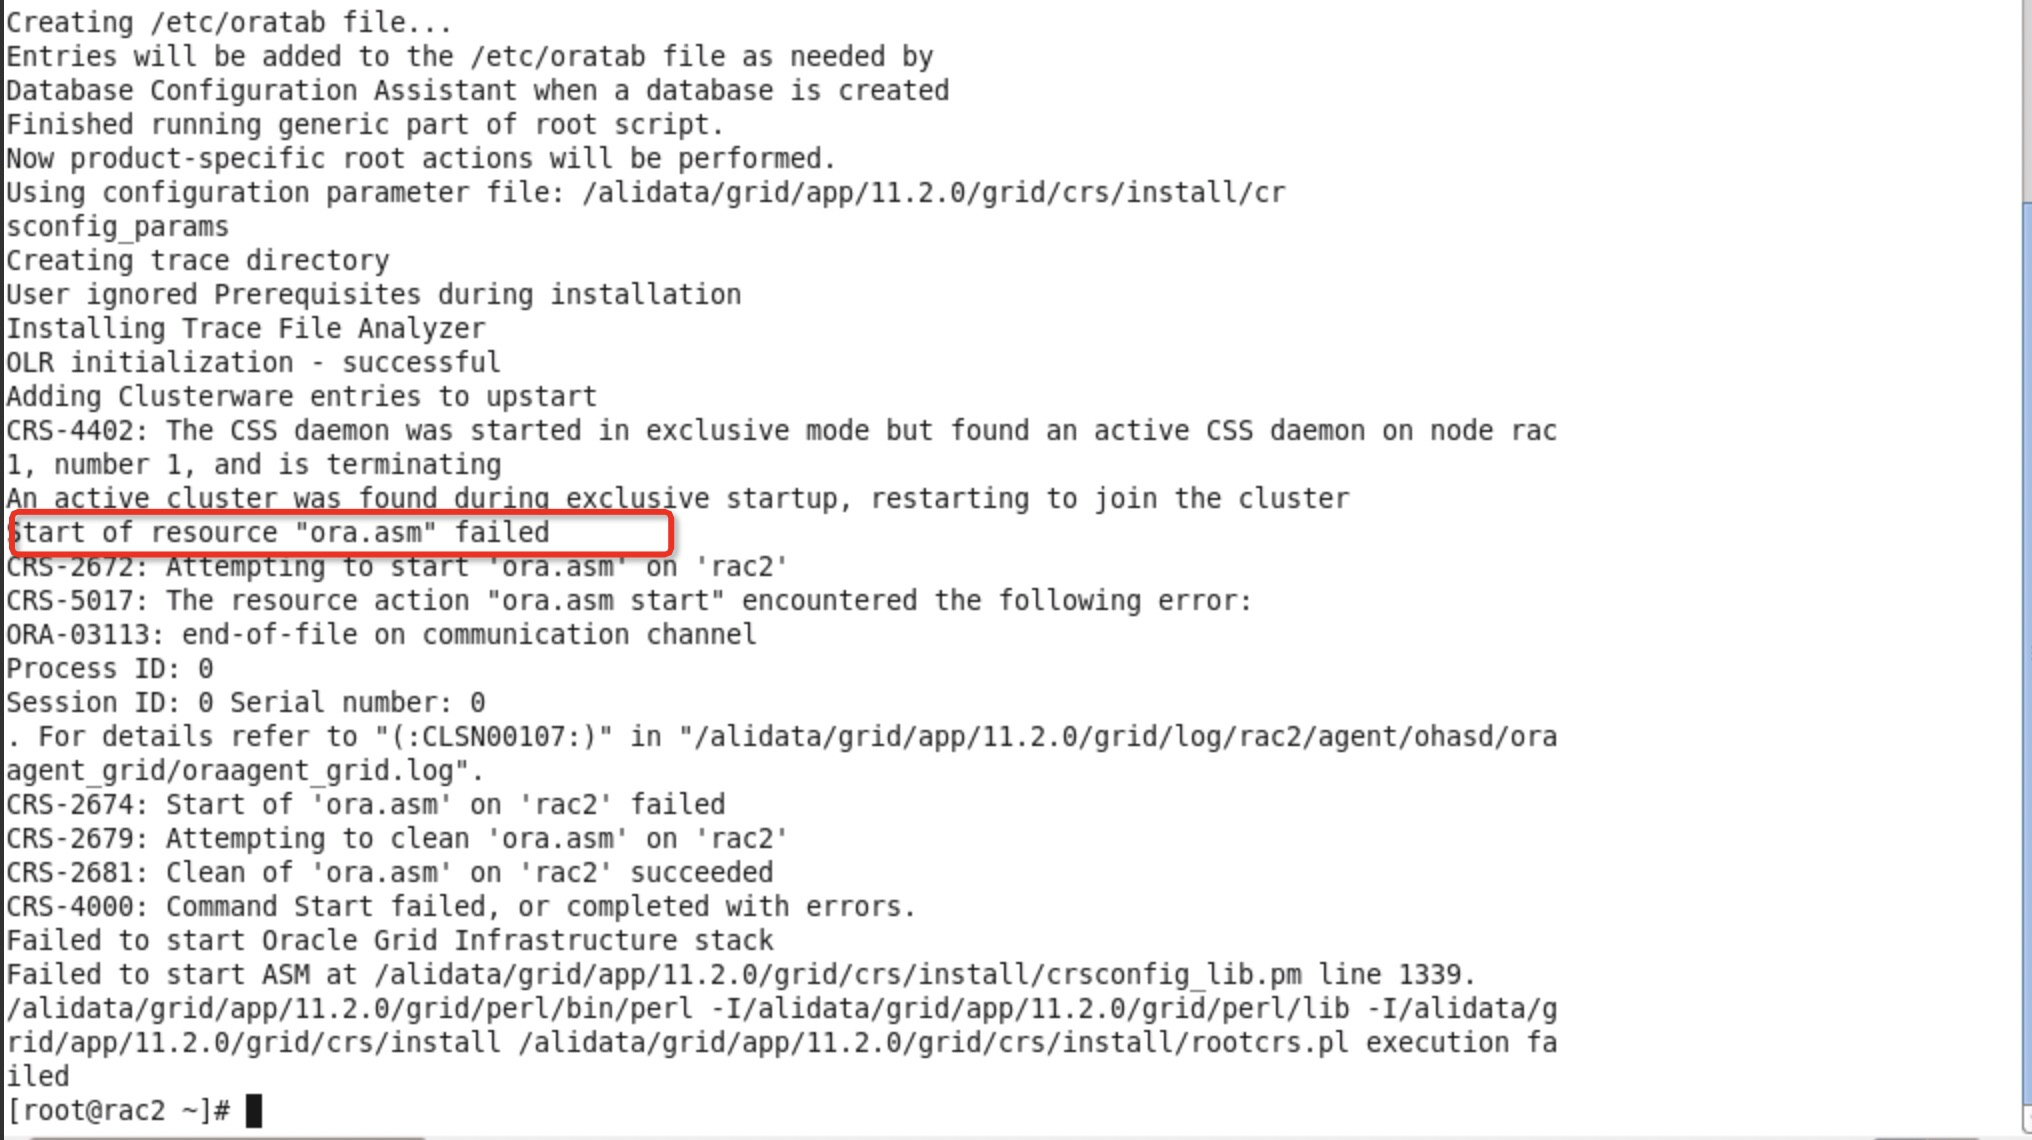 Creating /etc/oratab file...
Entries will be added to the /etc/oratab file as needed by
Database Configuration Assistant when a database is created
Finished running generic part of root script.
Now product-specific root actions will be performed.
Using configuration parameter file: /alidata/grid/app/11.2.0/grid/crs/install/cr
sconfig_params
Creating trace directory
User ignored Prerequisites during installation
Installing Trace File Analyzer
OLR initialization - successful
Adding Clusterware entries to upstart
CRS-4402: The CSS daemon was started in exclusive mode but found an active CSS daemon on node rac
1, number 1, and is terminating
An active cluster was found during exclusive startup, restarting to join the cluster
Start of resource "ora.asm" failed
CRS-2672: Attempting to start 'ora.asm' on 'rac2'
CRS-5017: The resource action "ora.asm start" encountered the following error:
ORA-03113: end-of-file on communication channel
Process ID: 0
Session ID: 0 Serial number: 0
. For details refer to "(:CLSN00107:)" in "/alidata/grid/app/11.2.0/grid/log/rac2/agent/ohasd/ora
agent_grid/oraagent_grid.log".
CRS-2674: Start of 'ora.asm' on 'rac2' failed
CRS-2679: Attempting to clean 'ora.asm' on 'rac2'
CRS-2681: Clean of 'ora.asm' on 'rac2' succeeded
CRS-4000: Command Start failed, or completed with errors.
Failed to start Oracle Grid Infrastructure stack
Failed to start ASM at /alidata/grid/app/11.2.0/grid/crs/install/crsconfig_lib.pm line 1339.
/alidata/grid/app/11.2.0/grid/perl/bin/perl -I/alidata/grid/app/11.2.0/grid/perl/lib -I/alidata/g
rid/app/11.2.0/grid/crs/install /alidata/grid/app/11.2.0/grid/crs/install/rootcrs.pl execution fa
iled
[root@rac2 ~]#